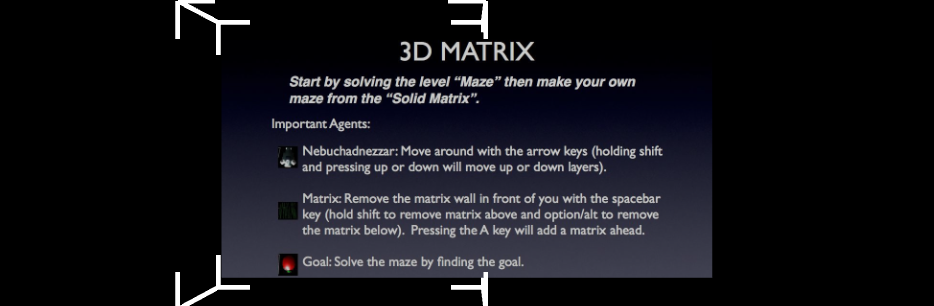 3D MATRIX
Start by solving the level “Maze” then make your own
maze from the “Solid Matrix”.
Important Agents:
Nebuchadnezzar: Move around with the arrow keys (holding shift
and pressing up or down will move up or down layers).
Matrix: Remove the matrix wall in front of you with the spacebar
key (hold shift to remove matrix above and option/alt to remove
the matrix below). Pressing the A key will add a matrix ahead.
Goal: Solve the maze by finding the goal.